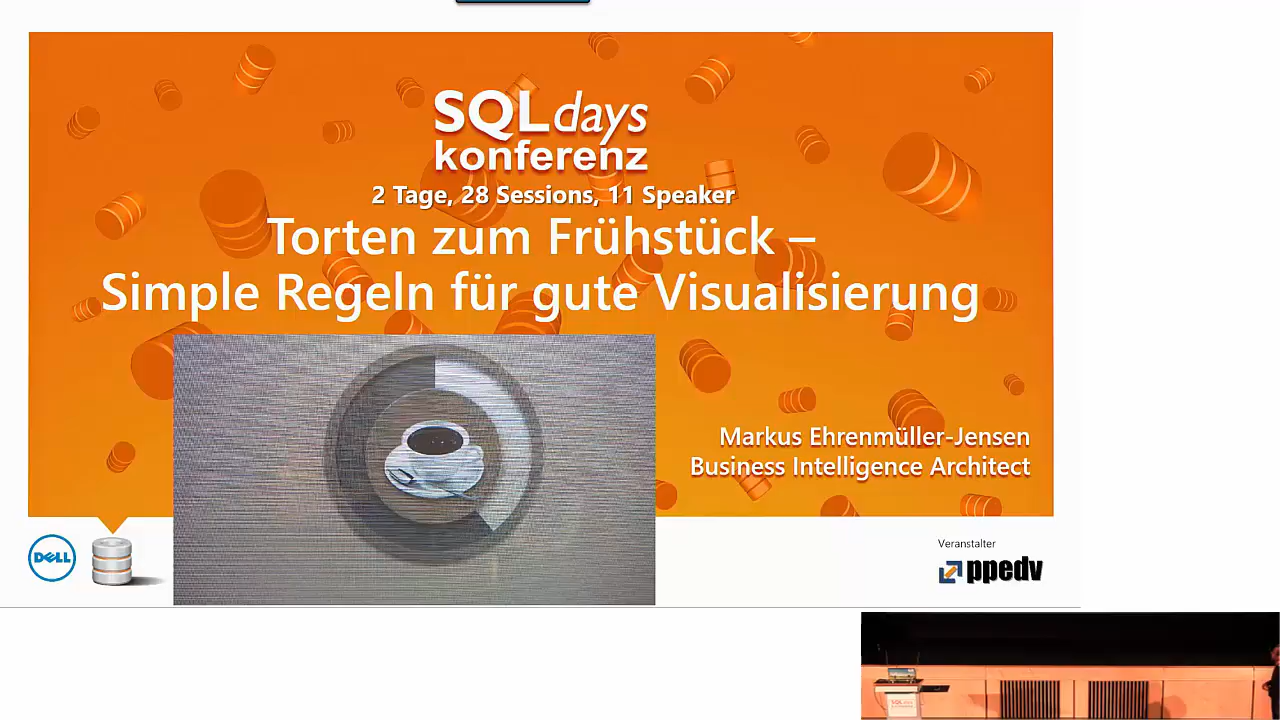 SQLdays
konferenz
2 Tage, 28 Sessions, 11 Speaker
Torten zum Frühstück –
Simple Regeln für gute Visualisierung
Markus Ehrenmüller-Jensen
Business Intelligence Architect
DELL
Veranstalter
ppedv